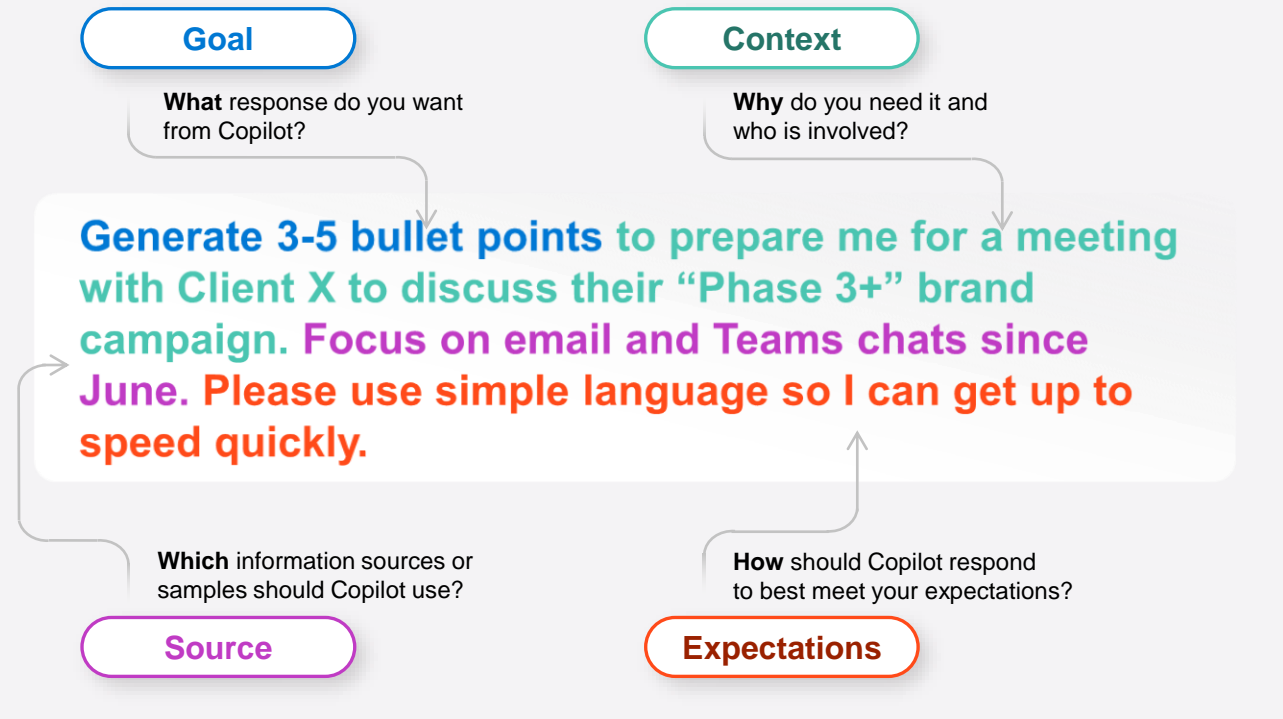 Goal
Context
What response do you want
from Copilot?
Why do you need it and
who is involved?
Generate 3-5 bullet points to prepare me for a meeting
with Client X to discuss their “Phase 3+” brand
campaign. Focus on email and Teams chats since
June. Please use simple language so I can get up to
speed quickly.
Which information sources or
samples should Copilot use?
How should Copilot respond
to best meet your expectations?
Source
Expectations